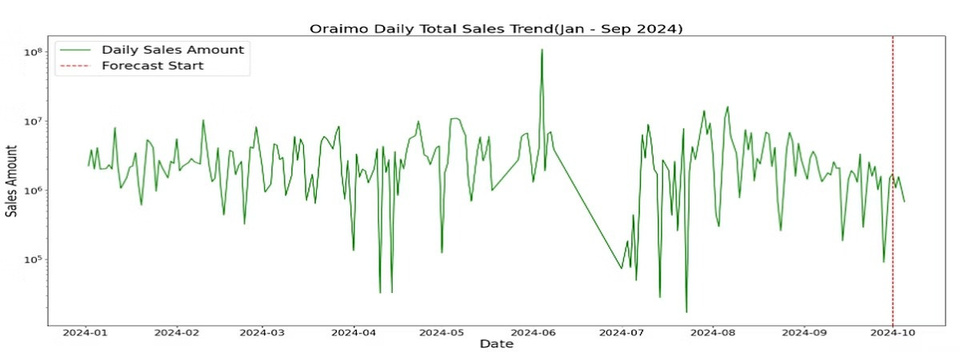 Oraimo Daily Total Sales Trend(Jan - Sep 2024)
Daily Sales Amount
Forecast Start
Sales Amount
10⁸
10⁷
10⁶
10⁵
2024-01 2024-02 2024-03 2024-04 2024-05 2024-06 2024-07 2024-08 2024-09 2024-10
Date